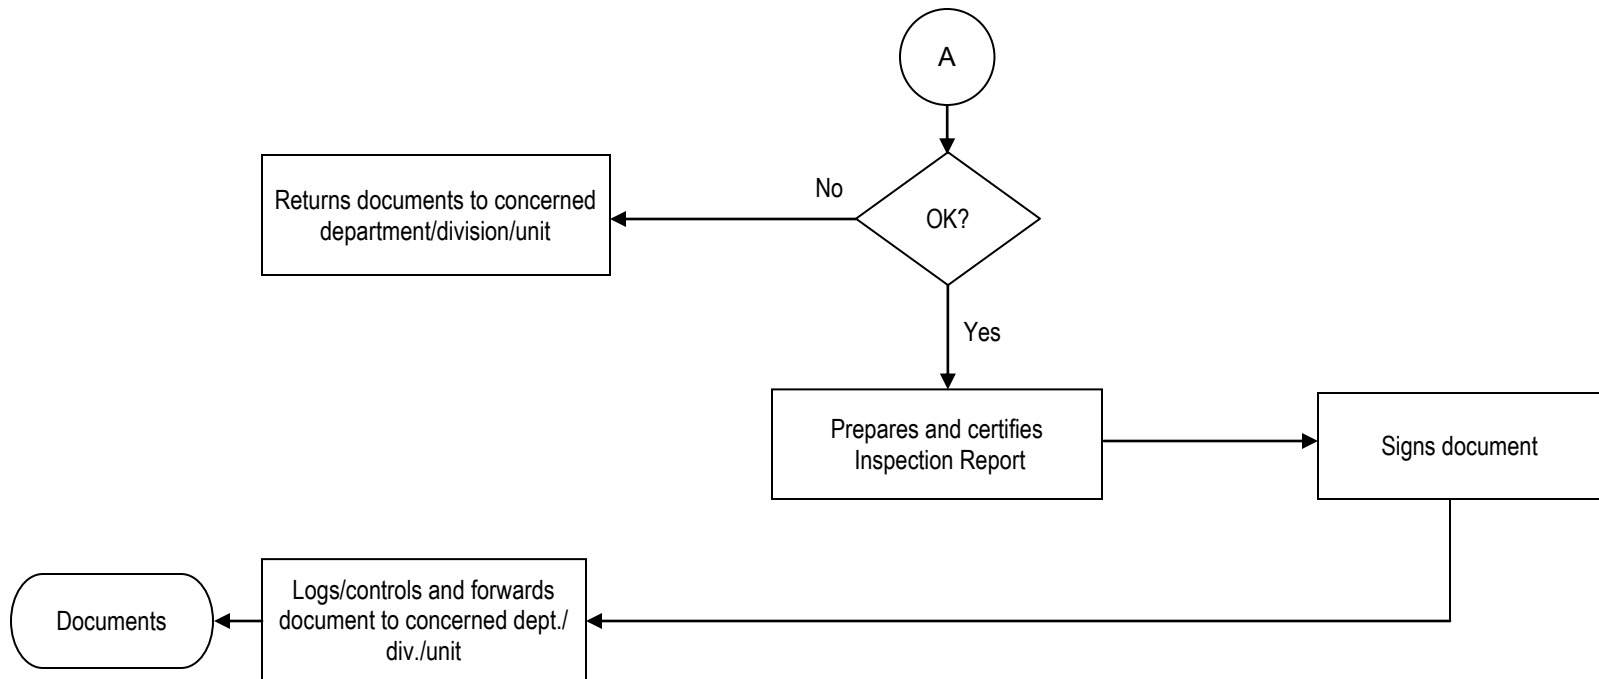 A
No
Returns documents to concerned
department/division/unit
OK?
Yes
Prepares and certifies
Inspection Report
Signs document
Logs/controls and forwards
document to concerned dept./
div./unit
Documents